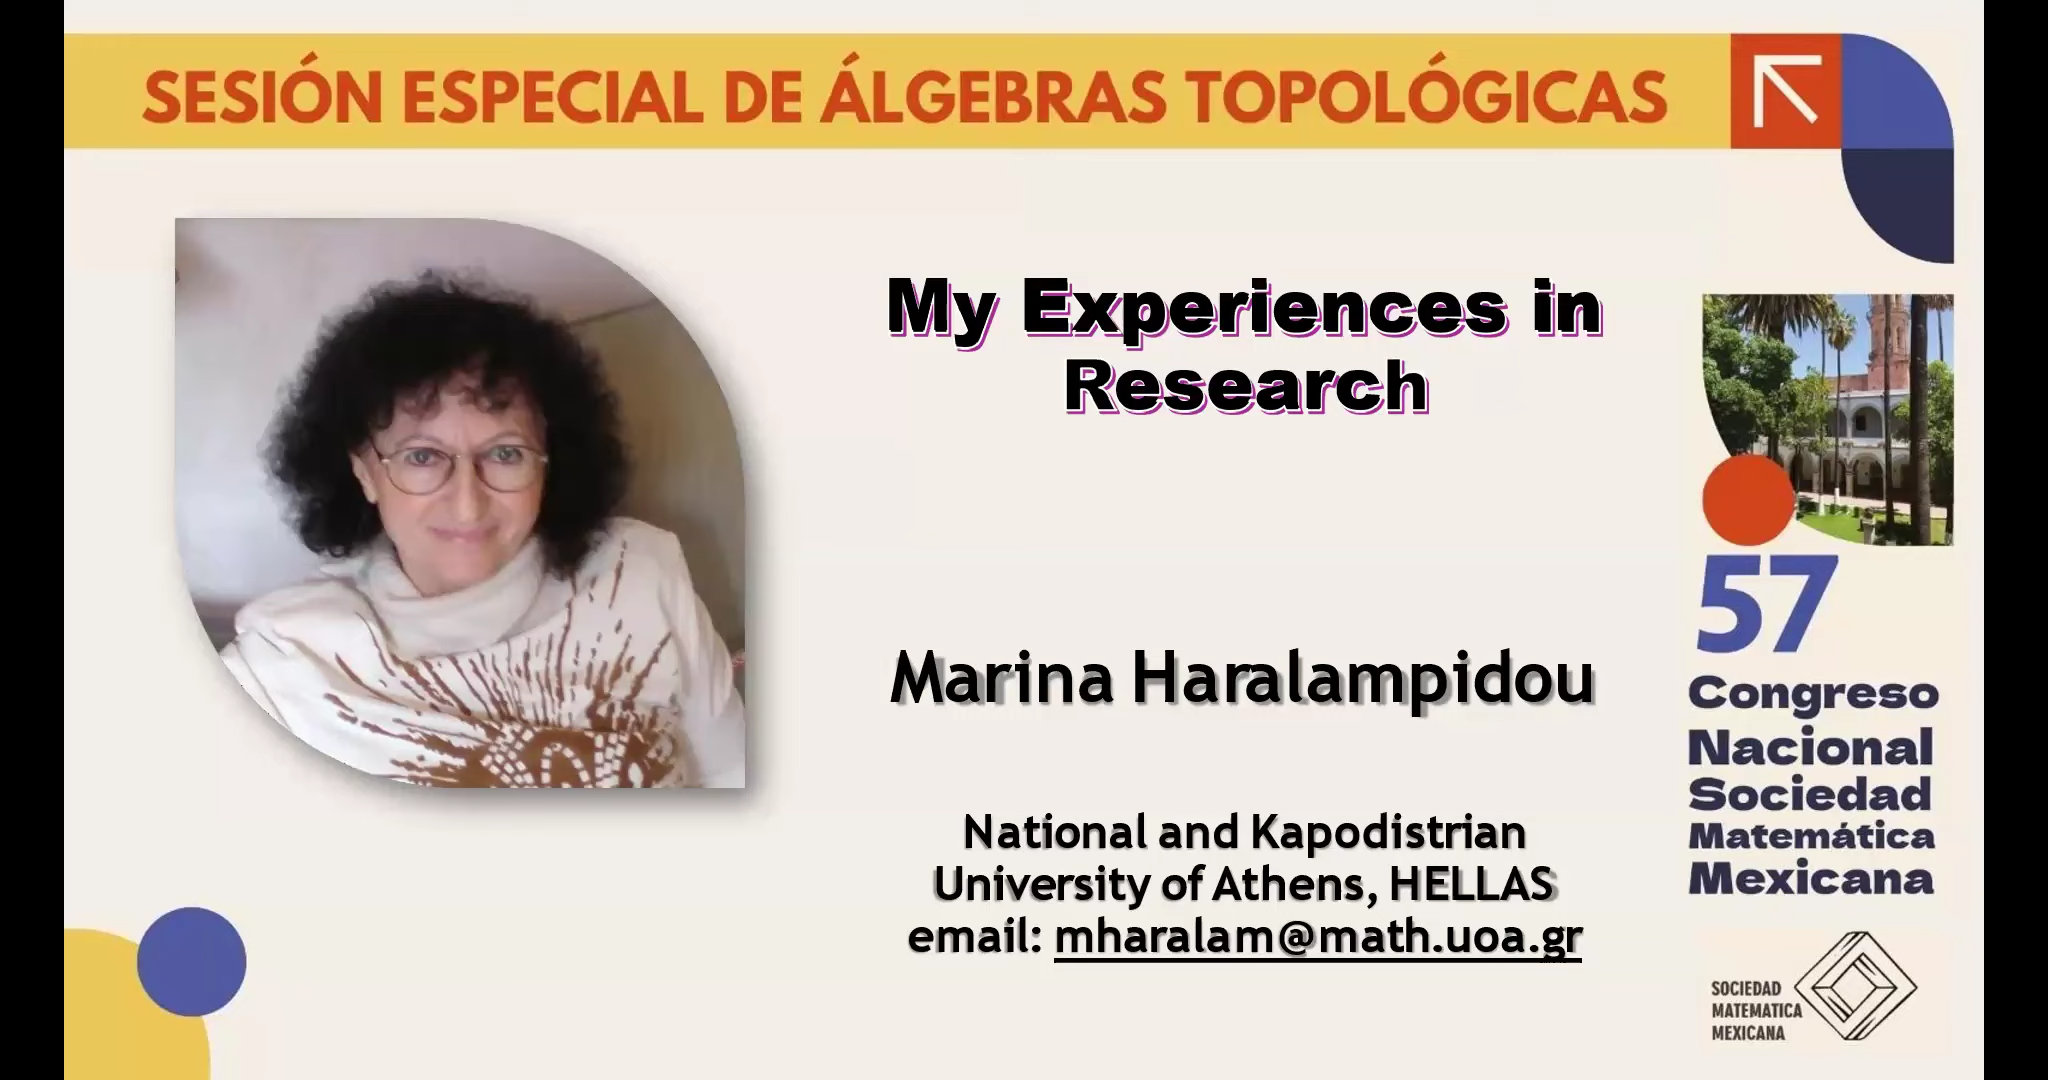 SESIÓN ESPECIAL DE ÁLGEBRAS TOPOLÓGICAS
My Experiences in
Research
Marina Haralampidou
National and Kapodistrian
University of Athens, HELLAS
email: mharalam@math.uoa.gr
57
Congreso
Nacional
Sociedad
Matemática
Mexicana
SOCIEDAD
MATEMATICA
MEXICANA